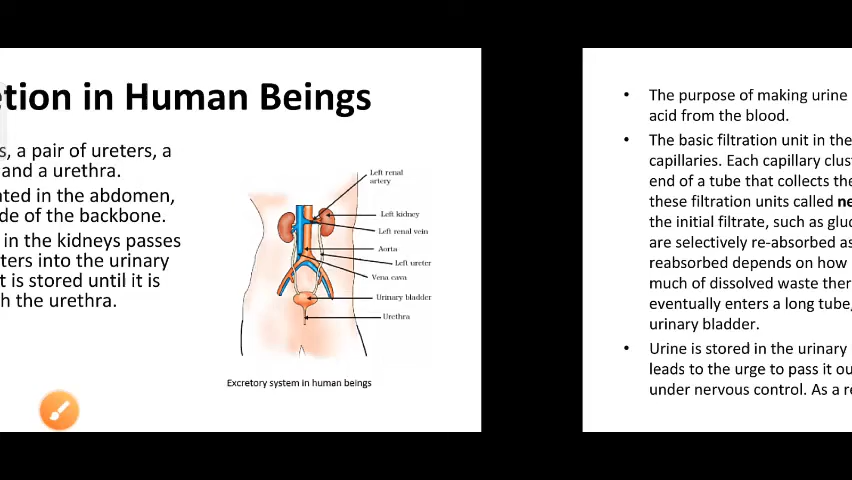 etion in Human Beings
s, a pair of ureters, a
and a urethra.
ated in the abdomen,
de of the backbone.
in the kidneys passes
ters into the urinary
t is stored until it is
h the urethra.
Left renal
artery
Left kidney
Left renal vein
Aorta
Left ureter
Vena cava
Urinary bladder
Urethra
Excretory system in human beings
• The purpose of making urine
acid from the blood.
• The basic filtration unit in the
capillaries. Each capillary clus
end of a tube that collects the
these filtration units called ne
the initial filtrate, such as gluc
are selectively re-absorbed as
reabsorbed depends on how
much of dissolved waste ther
eventually enters a long tube,
urinary bladder.
• Urine is stored in the urinary
leads to the urge to pass it ou
under nervous control. As a re